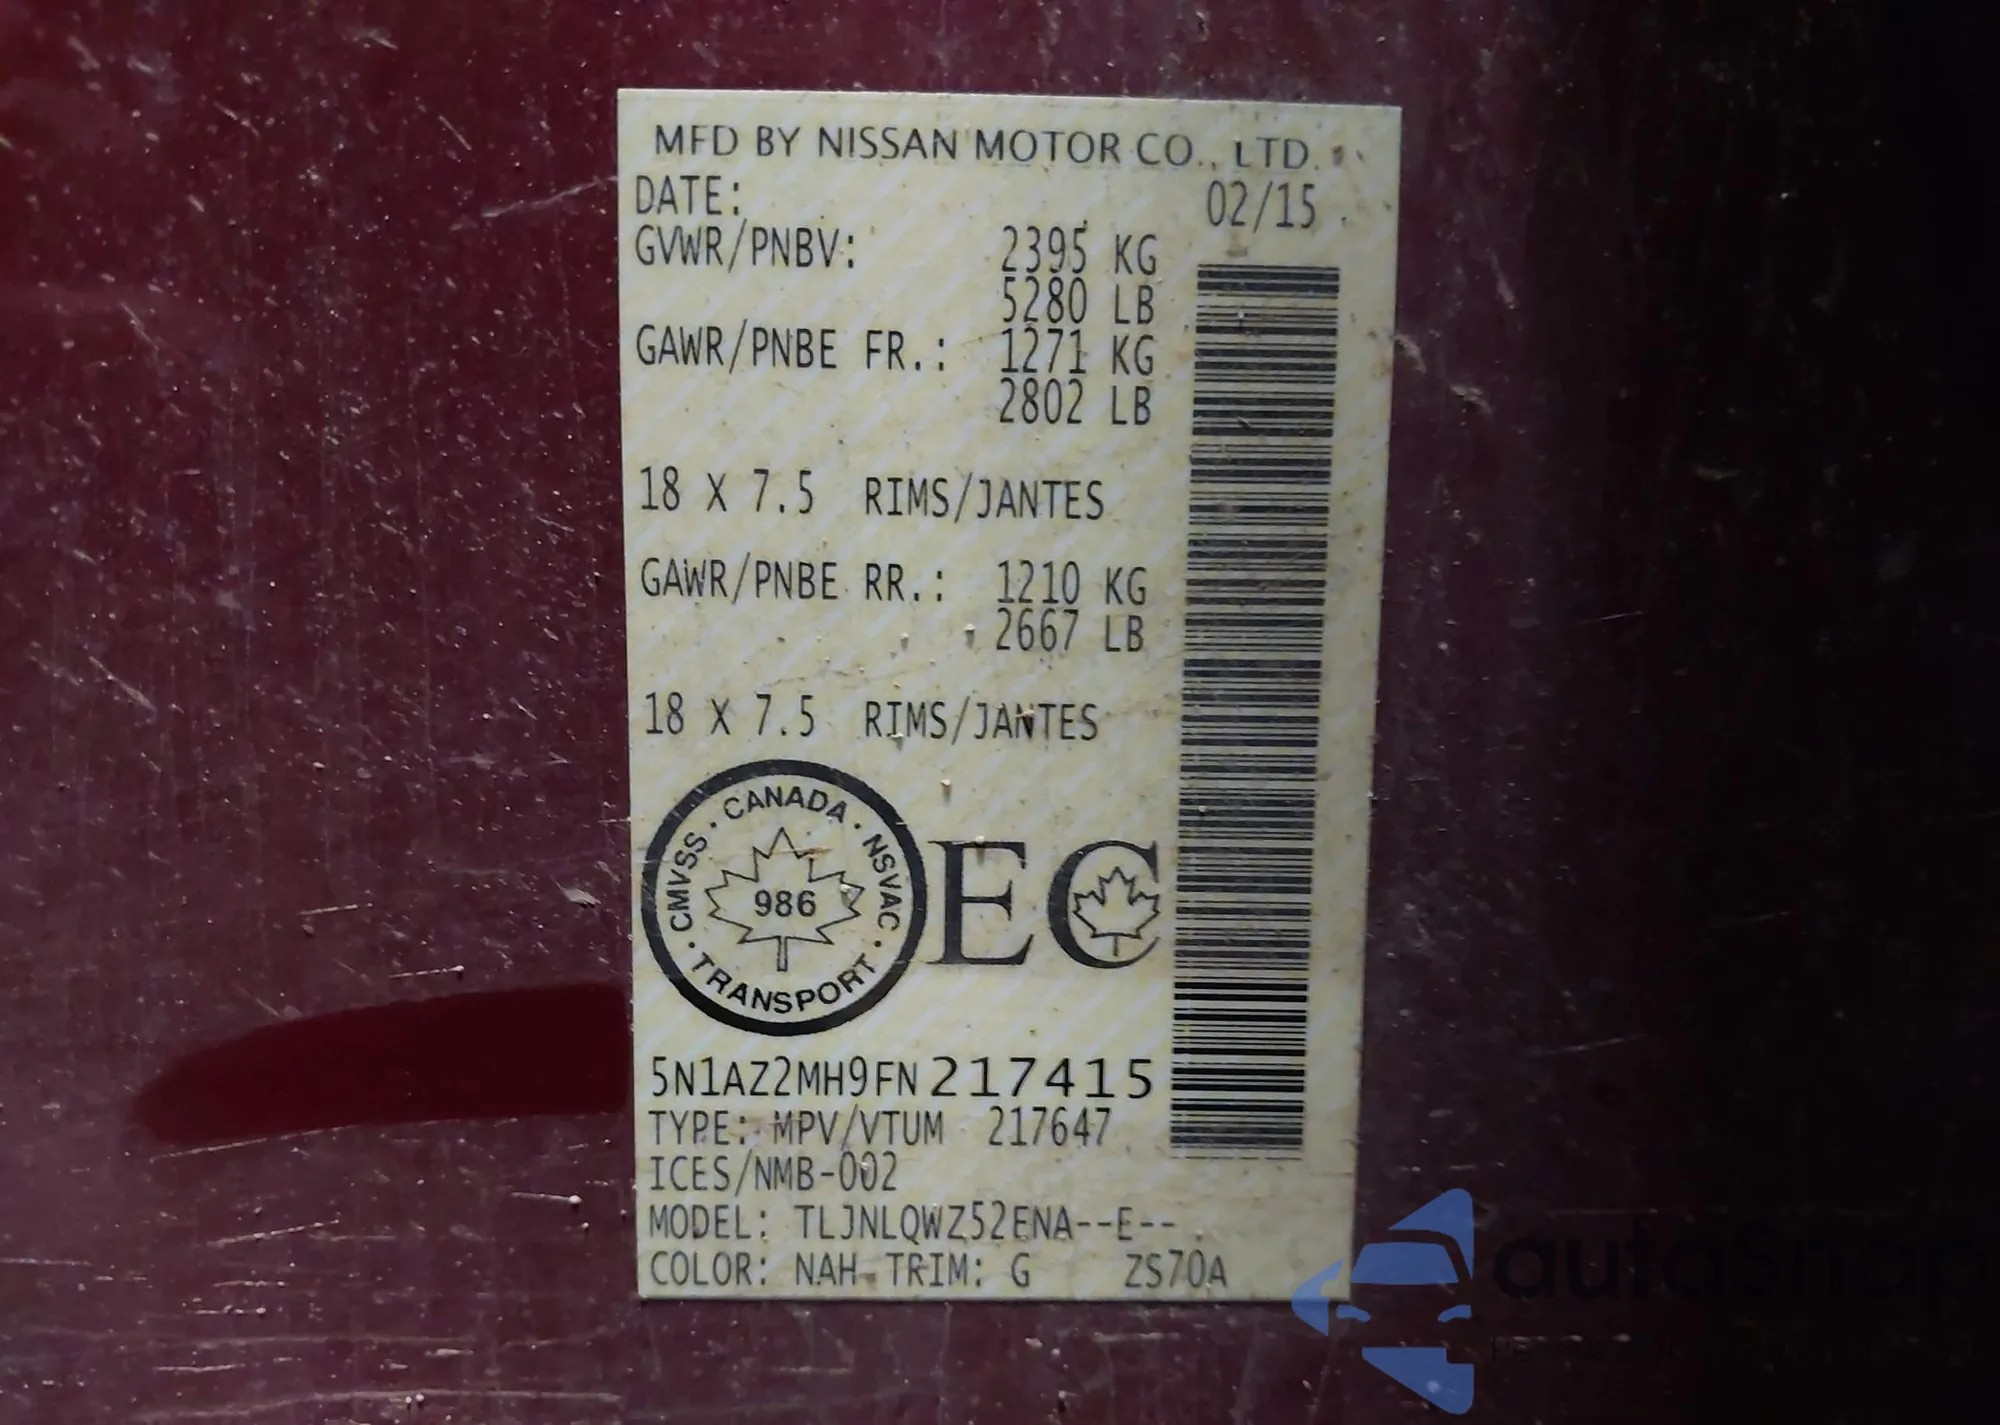 MFD BY NISSAN MOTOR CO., LTD.
DATE: 02/15
GVWR/PNBV: 2395 KG
5280 LB
GAWR/PNBE FR.: 1271 KG
2802 LB
18 X 7.5 RIMS/JANTES
GAWR/PNBE RR.: 1210 KG
2667 LB
18 X 7.5 RIMS/JANTES
CMVSS · CANADA · NSVAC · TRANSPORT ·
986
EC
5N1AZ2MH9FN217415
TYPE: MPV/VTUM 217647
ICES/NMB-002
MODEL: TLJNLQWZ52ENA--E--
COLOR: NAH TRIM: G ZS70A
autosnap